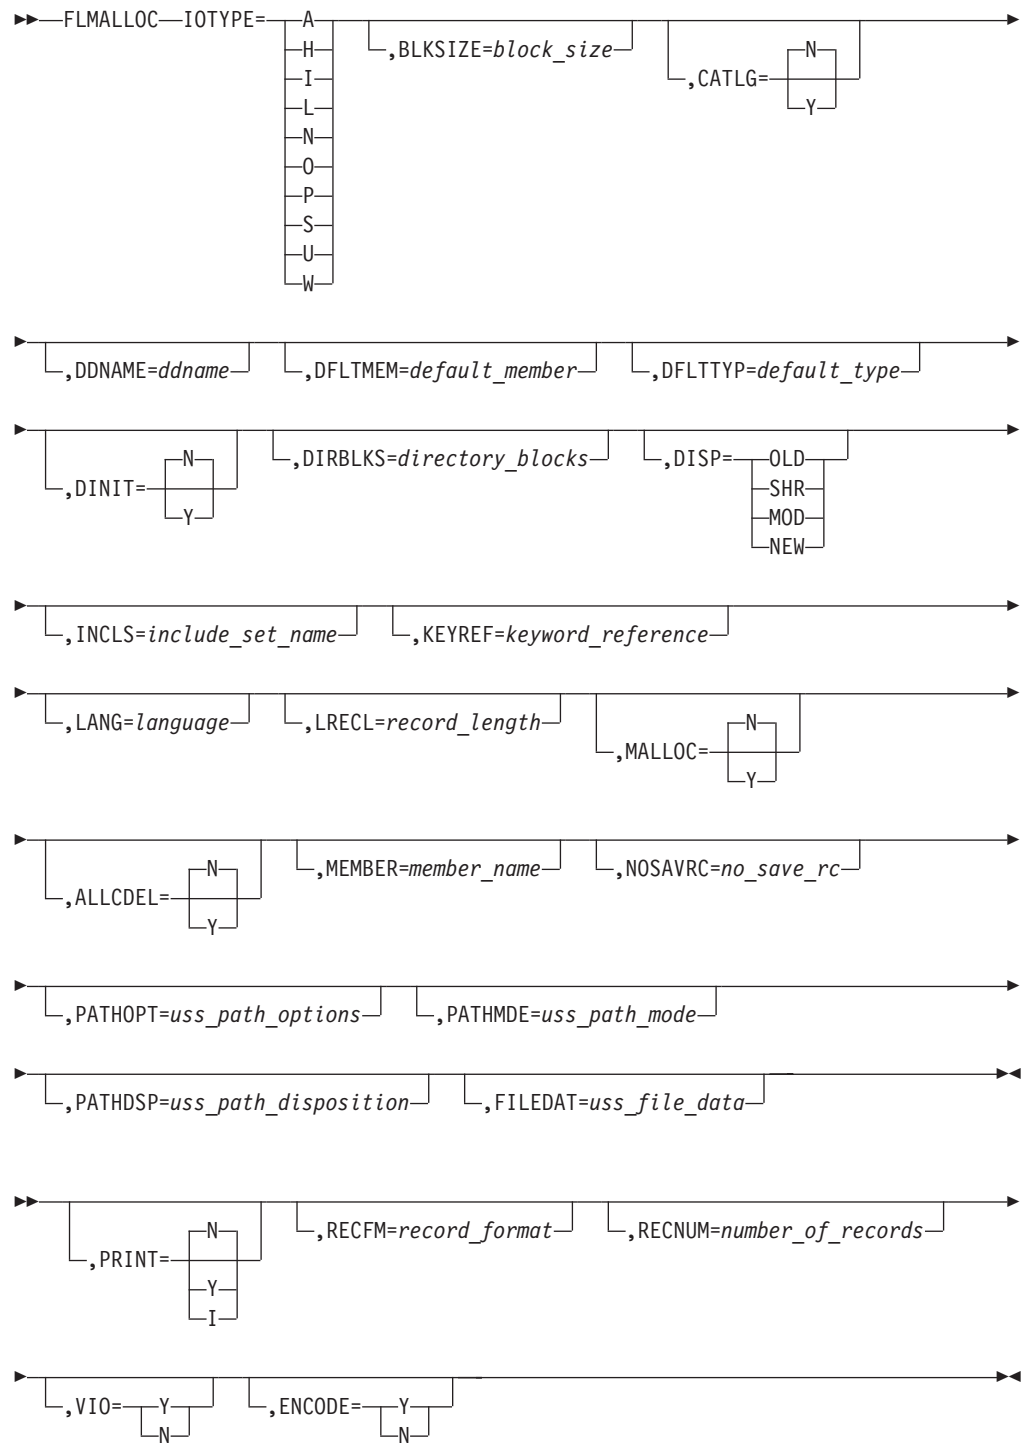 FLMALLOC IOTYPE= A ,BLKSIZE=block_size ,CATLG= N Y
H
I
L
N
O
P
S
U
W
,DDNAME=ddname ,DFLTMEM=default_member ,DFLTTYP=default_type
,DINIT= N Y ,DIRBLKS=directory_blocks ,DISP= OLD
SHR
MOD
NEW
,INCLS=include_set_name ,KEYREF=keyword_reference
,LANG=language ,LRECL=record_length ,MALLOC= N
Y
,ALLCDEL= N ,MEMBER=member_name ,NOSAVRC=no_save_rc
Y
,PATHOPT=uss_path_options ,PATHMDE=uss_path_mode
,PATHDSP=uss_path_disposition ,FILEDAT=uss_file_data
,PRINT= N ,RECFM=record_format ,RECNUM=number_of_records
Y
I
,VIO= Y ,ENCODE= Y
N N